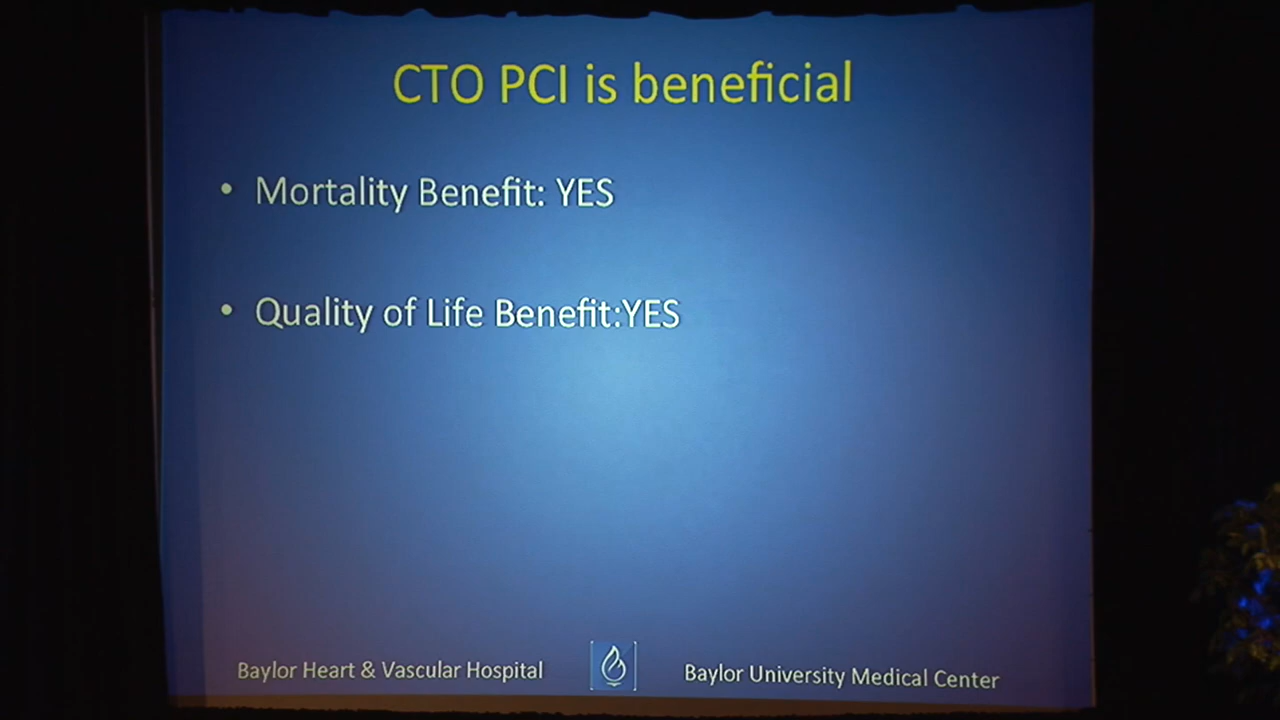 CTO PCI is beneficial
• Mortality Benefit: YES
• Quality of Life Benefit:YES
Baylor Heart & Vascular Hospital
Baylor University Medical Center